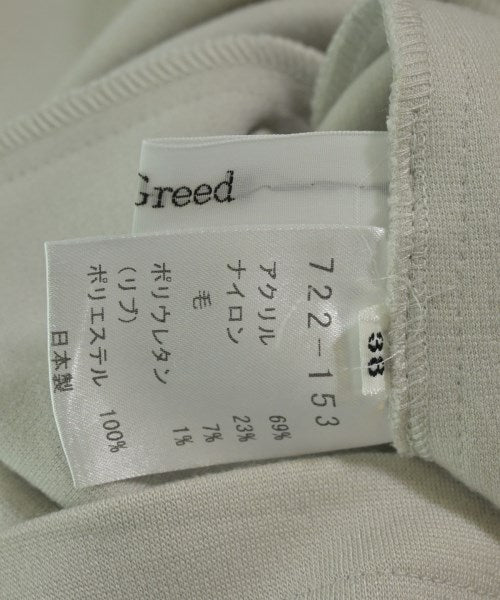 Greed
722-153
アクリル 69%
ナイロン 23%
毛 7%
ポリウレタン 1%
(リブ)
ポリエステル 100%
日本製
38